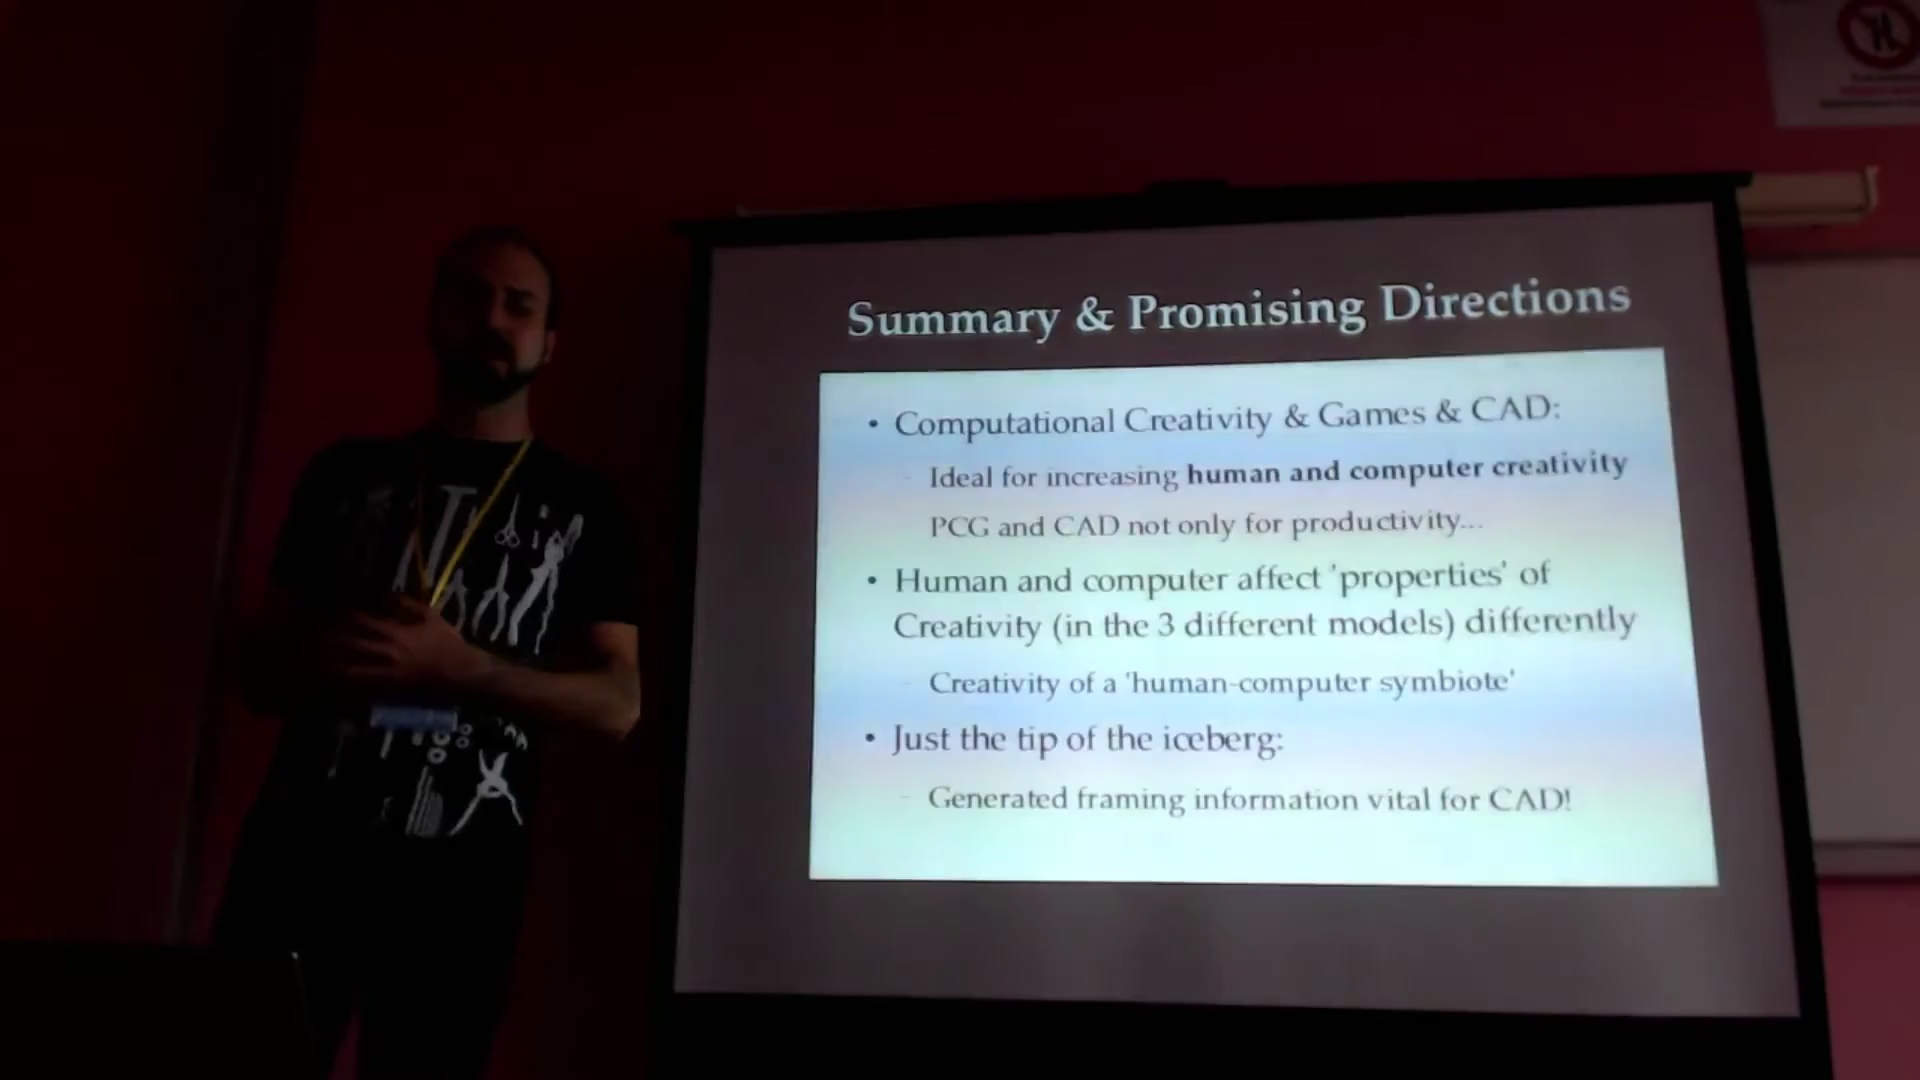 Summary & Promising Directions
• Computational Creativity & Games & CAD:
- Ideal for increasing human and computer creativity
PCG and CAD not only for productivity...
• Human and computer affect 'properties' of
Creativity (in the 3 different models) differently
- Creativity of a 'human-computer symbiote'
• Just the tip of the iceberg:
- Generated framing information vital for CAD!